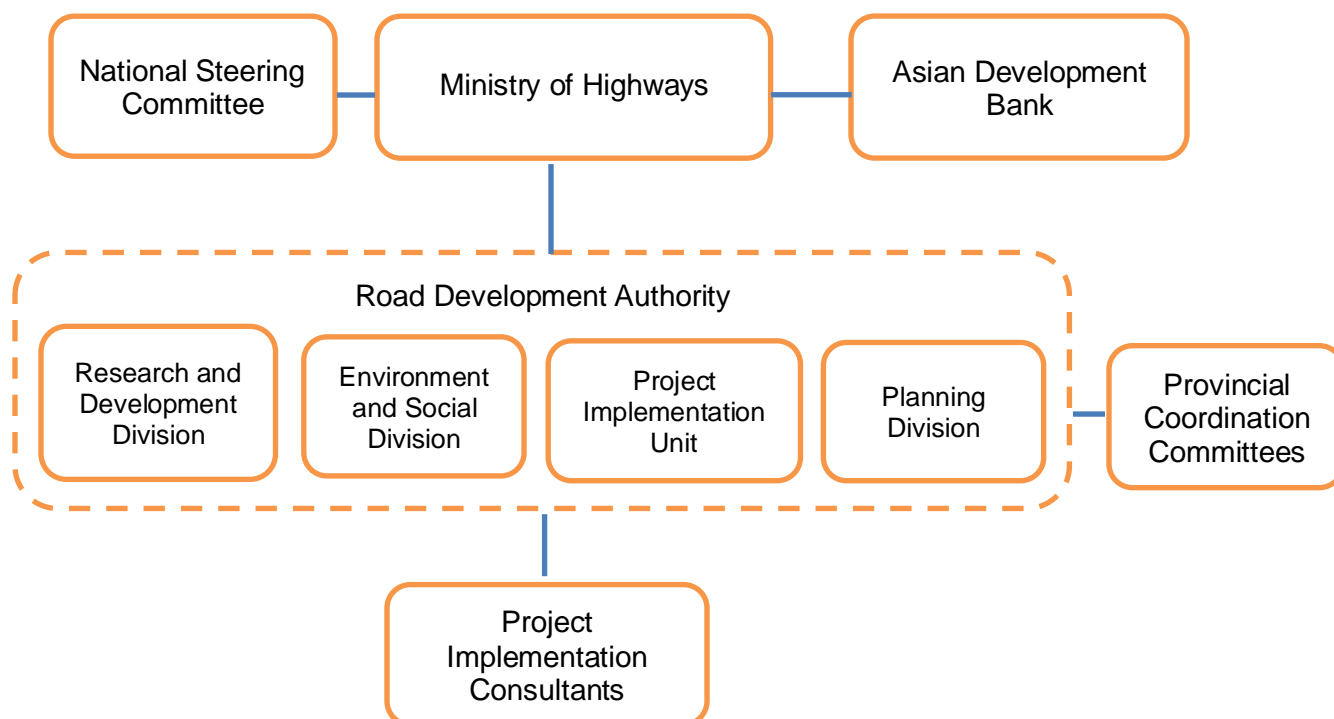 National Steering
Committee
Ministry of Highways
Asian Development
Bank
Road Development Authority
Research and
Development
Division
Environment
and Social
Division
Project
Implementation
Unit
Planning
Division
Provincial
Coordination
Committees
Project
Implementation
Consultants